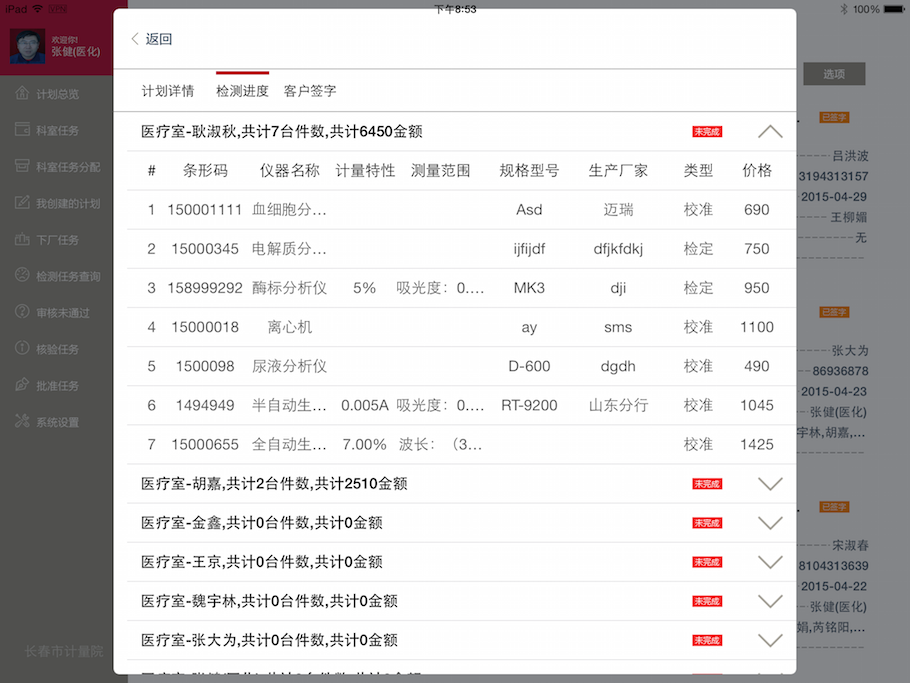 iPad
下午8:53
100%
欢迎你!
张健(医化)
计划总览
科室任务
科室任务分配
我创建的计划
下厂任务
检测任务查询
审核未通过
核验任务
批准任务
系统设置
长春市计量院
返回
计划详情 检测进度 客户签字
医疗室-耿淑秋,共计7台件数,共计6450金额 未完成
# 条形码 仪器名称 计量特性 测量范围 规格型号 生产厂家 类型 价格
1 150001111 血细胞分... Asd 迈瑞 校准 690
2 15000345 电解质分... ijfijdf dfjkfdkj 检定 750
3 158999292 酶标分析仪 5% 吸光度：0.... MK3 dji 检定 950
4 15000018 离心机 ay sms 校准 1100
5 1500098 尿液分析仪 D-600 dgdh 校准 490
6 1494949 半自动生... 0.005A 吸光度：0.... RT-9200 山东分行 校准 1045
7 15000655 全自动生... 7.00% 波长：（3... 校准 1425
医疗室-胡嘉,共计2台件数,共计2510金额 未完成
医疗室-金鑫,共计0台件数,共计0金额 未完成
医疗室-王京,共计0台件数,共计0金额 未完成
医疗室-魏宇林,共计0台件数,共计0金额 未完成
医疗室-张大为,共计0台件数,共计0金额 未完成
选项
已签字
吕洪波
3194313157
2015-04-29
王柳媚
无
已签字
张大为
86936878
2015-04-23
张健(医化)
宇林,胡嘉,...
已签字
宋淑春
8104313639
2015-04-22
张健(医化)
娟,芮铭阳,...